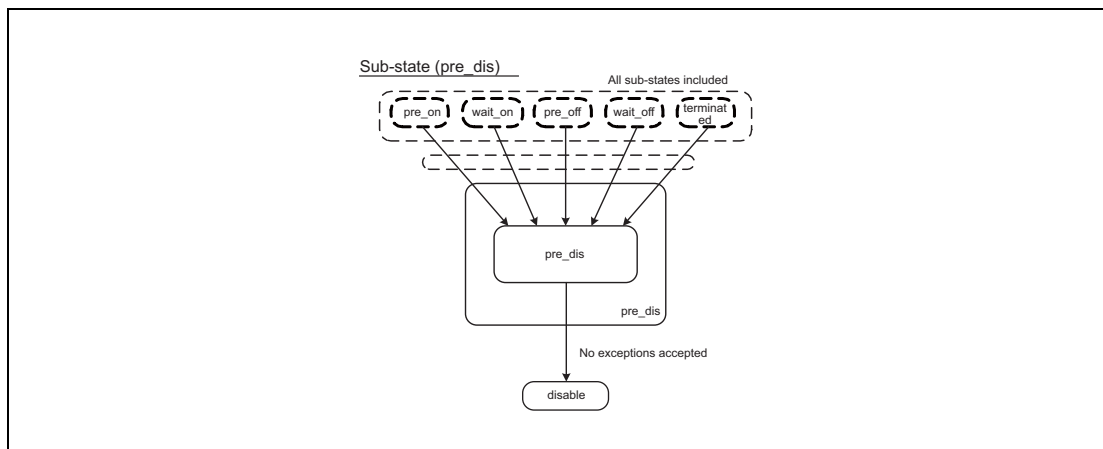 Sub-state (pre_dis)
All sub-states included
pre_on wait_on pre_off wait_off terminat
ed
pre_dis
pre_dis
No exceptions accepted
disable